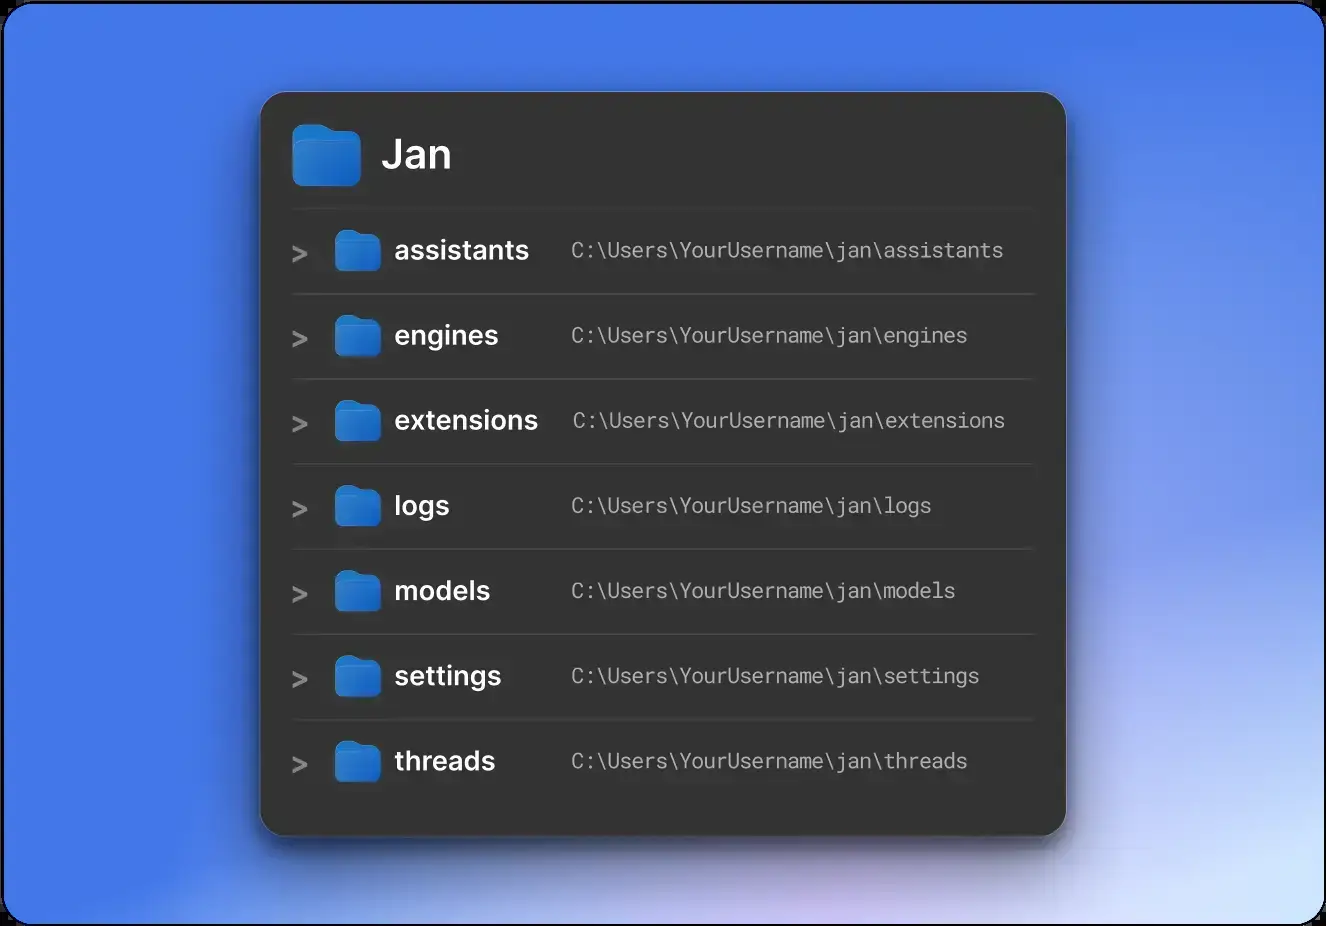 Jan
> assistants C:\Users\YourUsername\jan\assistants
> engines C:\Users\YourUsername\jan\engines
> extensions C:\Users\YourUsername\jan\extensions
> logs C:\Users\YourUsername\jan\logs
> models C:\Users\YourUsername\jan\models
> settings C:\Users\YourUsername\jan\settings
> threads C:\Users\YourUsername\jan\threads